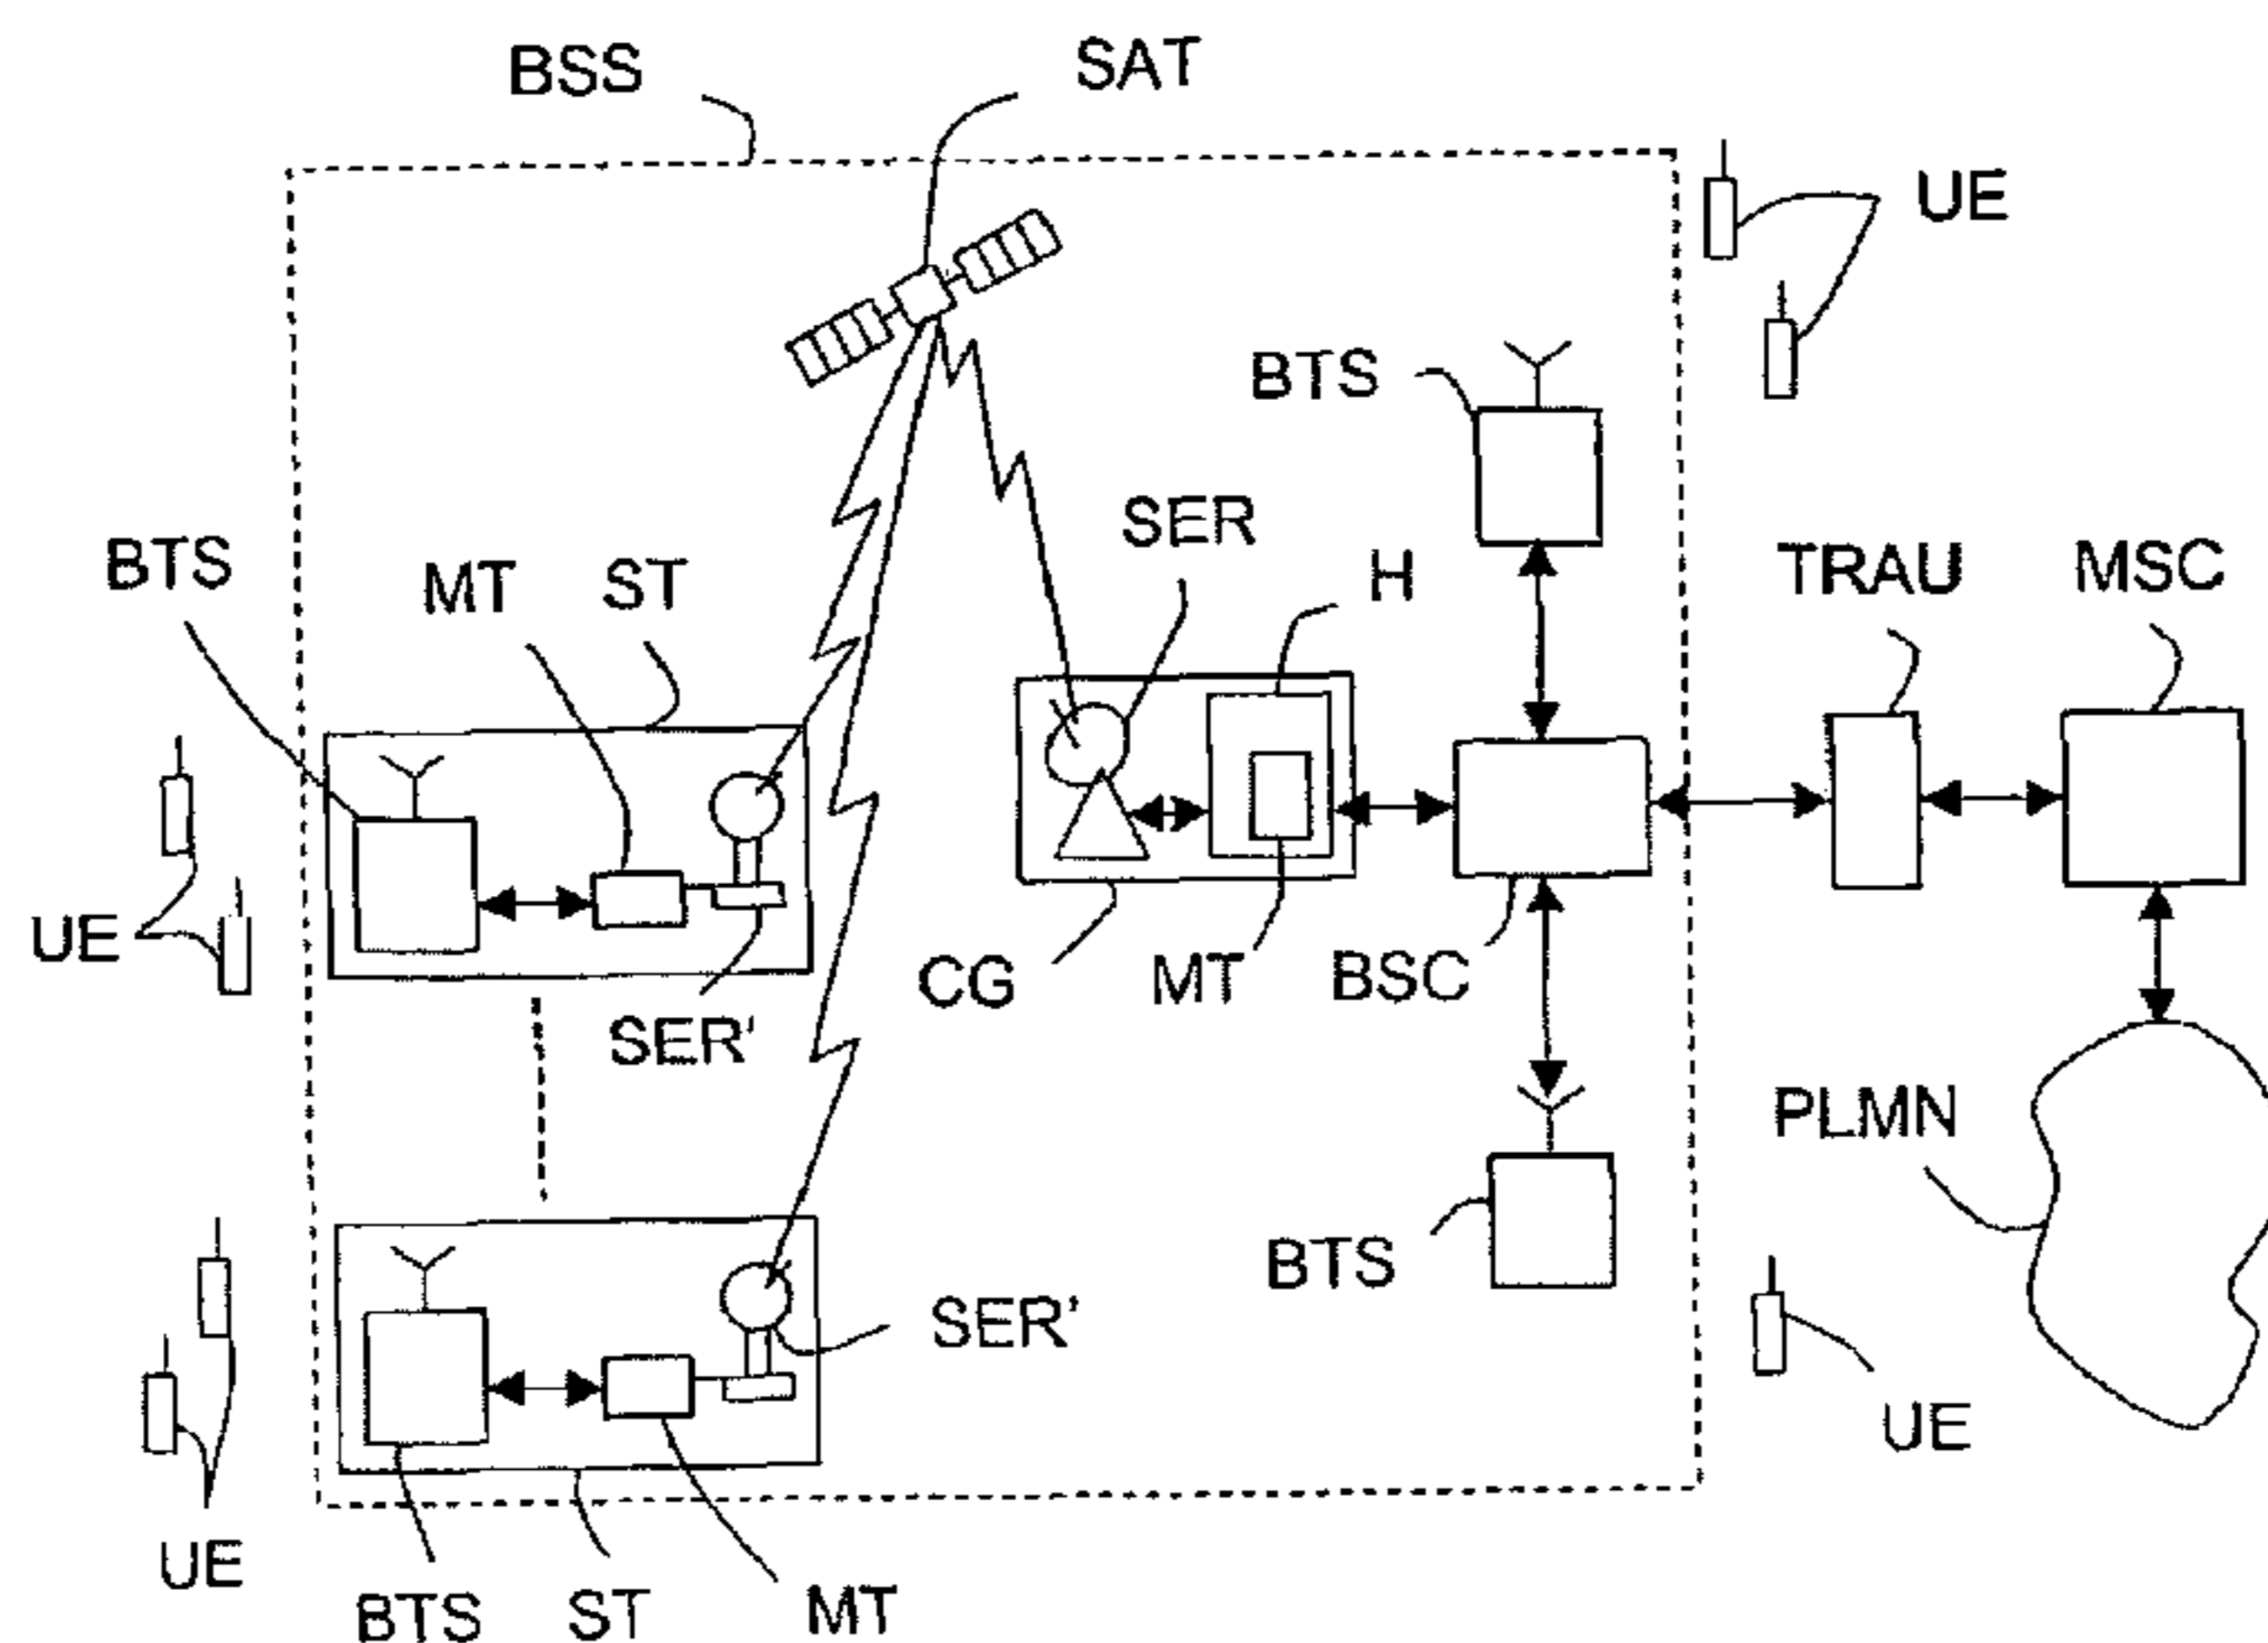 BSS
SAT
UE
BTS
SER
H
TRAU
MSC
BTS
MT
ST
UE
CG
MT
BSC
SER'
PLMN
BTS
SER'
UE
UE
BTS
ST
MT